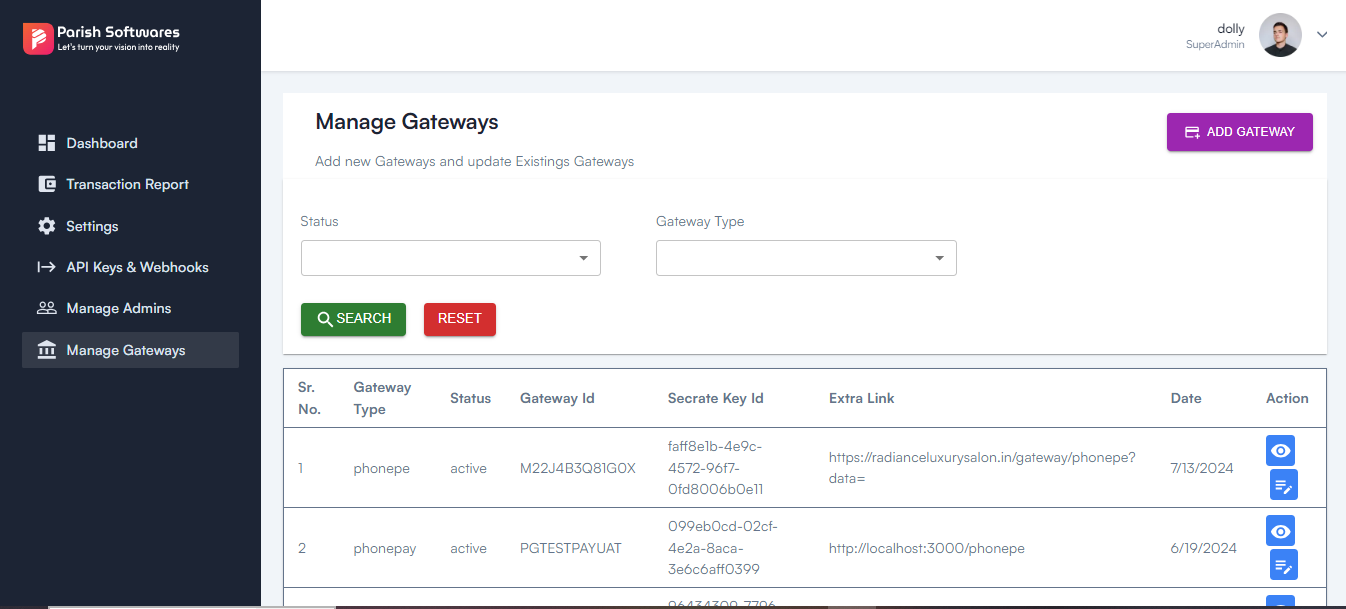 Parish Softwares
Let's turn your vision into reality
dolly
SuperAdmin
Dashboard
Transaction Report
Settings
API Keys & Webhooks
Manage Admins
Manage Gateways
Manage Gateways
Add new Gateways and update Existings Gateways
ADD GATEWAY
Status
Gateway Type
SEARCH
RESET
Sr.
No.
Gateway
Type
Status
Gateway Id
Secrate Key Id
Extra Link
Date
Action
1
phonepe
active
M22J4B3Q81G0X
faff8e1b-4e9c-
4572-96f7-
0fd8006b0e11
https://radianceluxurysalon.in/gateway/phonepe?
data=
7/13/2024
2
phonepay
active
PGTESTPAYUAT
099eb0cd-02cf-
4e2a-8aca-
3e6c6aff0399
http://localhost:3000/phonepe
6/19/2024